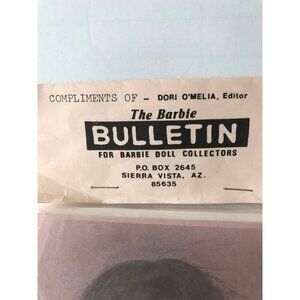 COMPLIMENTS OF – DORI O'MELIA, Editor
The Barbie
BULLETIN
FOR BARBIE DOLL COLLECTORS
P.O. BOX 2645
SIERRA VISTA, AZ.
85635